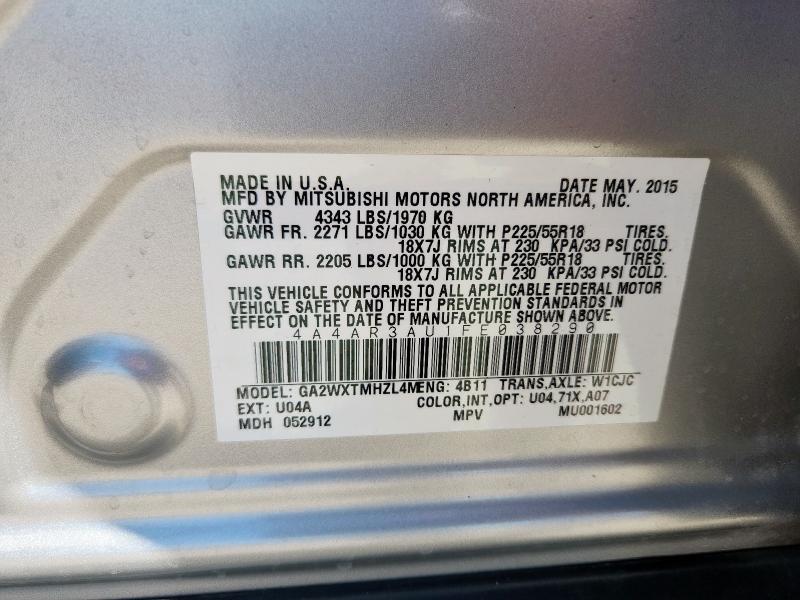 MADE IN U.S.A. DATE MAY. 2015
MFD BY MITSUBISHI MOTORS NORTH AMERICA, INC.
GVWR 4343 LBS/1970 KG
GAWR FR. 2271 LBS/1030 KG WITH P225/55R18 TIRES.
18X7J RIMS AT 230 KPA/33 PSI COLD.
GAWR RR. 2205 LBS/1000 KG WITH P225/55R18 TIRES.
18X7J RIMS AT 230 KPA/33 PSI COLD.
THIS VEHICLE CONFORMS TO ALL APPLICABLE FEDERAL MOTOR
VEHICLE SAFETY AND THEFT PREVENTION STANDARDS IN
EFFECT ON THE DATE OF MANUFACTURE SHOWN ABOVE.
4A4AR3AU1FE038290
MODEL: GA2WXTMHZL4M ENG: 4B11 TRANS,AXLE: W1CJC
EXT: U04A COLOR,INT,OPT: U04,71X,A07
MDH 052912 MPV MU001602